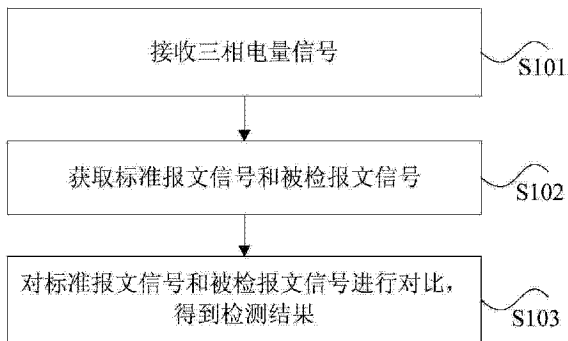 接收三相电量信号
S101
获取标准报文信号和被检报文信号
S102
对标准报文信号和被检报文信号进行对比，
得到检测结果
S103